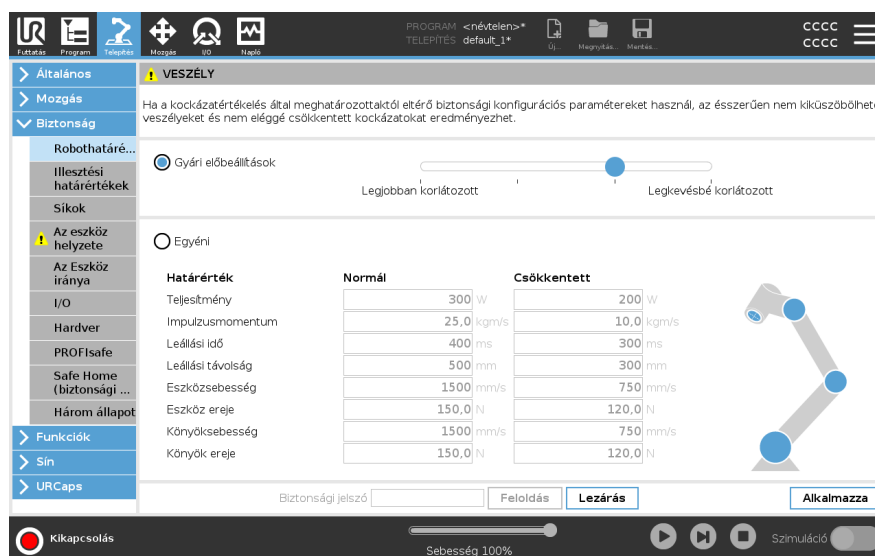 PROGRAM <névtelen>*
TELEPÍTÉS default_1*
CCCC
CCCC
Futtatás Program Telepítés Mozgás I/O Napló Új... Megnyitás... Mentés...
Általános
Mozgás
Biztonság
Robothatáré...
Illesztési
határértékek
Síkok
Az eszköz
helyzete
Az Eszköz
iránya
I/O
Hardver
PROFIsafe
Safe Home
(biztonsági ...
Három állapot
Funkciók
Sín
URCaps
VESZÉLY
Ha a kockázatértékelés által meghatározottaktól eltérő biztonsági konfigurációs paramétereket használ, az ésszerűen nem kiküszöbölhet
veszélyeket és nem eléggé csökkentett kockázatokat eredményezhet.
Gyári előbeállítások
Legjobban korlátozott Legkevésbé korlátozott
Egyéni
Határérték Normál Csökkentett
Teljesítmény 300 W 200 W
Impulzusmomentum 25,0 kgm/s 10,0 kgm/s
Leállási idő 400 ms 300 ms
Leállási távolság 500 mm 300 mm
Eszközsebesség 1500 mm/s 750 mm/s
Eszköz ereje 150,0 N 120,0 N
Könyöksebesség 1500 mm/s 750 mm/s
Könyök ereje 150,0 N 120,0 N
Biztonsági jelszó Feloldás Lezárás Alkalmazza
Kikapcsolás
Sebesség 100%
Szimuláció